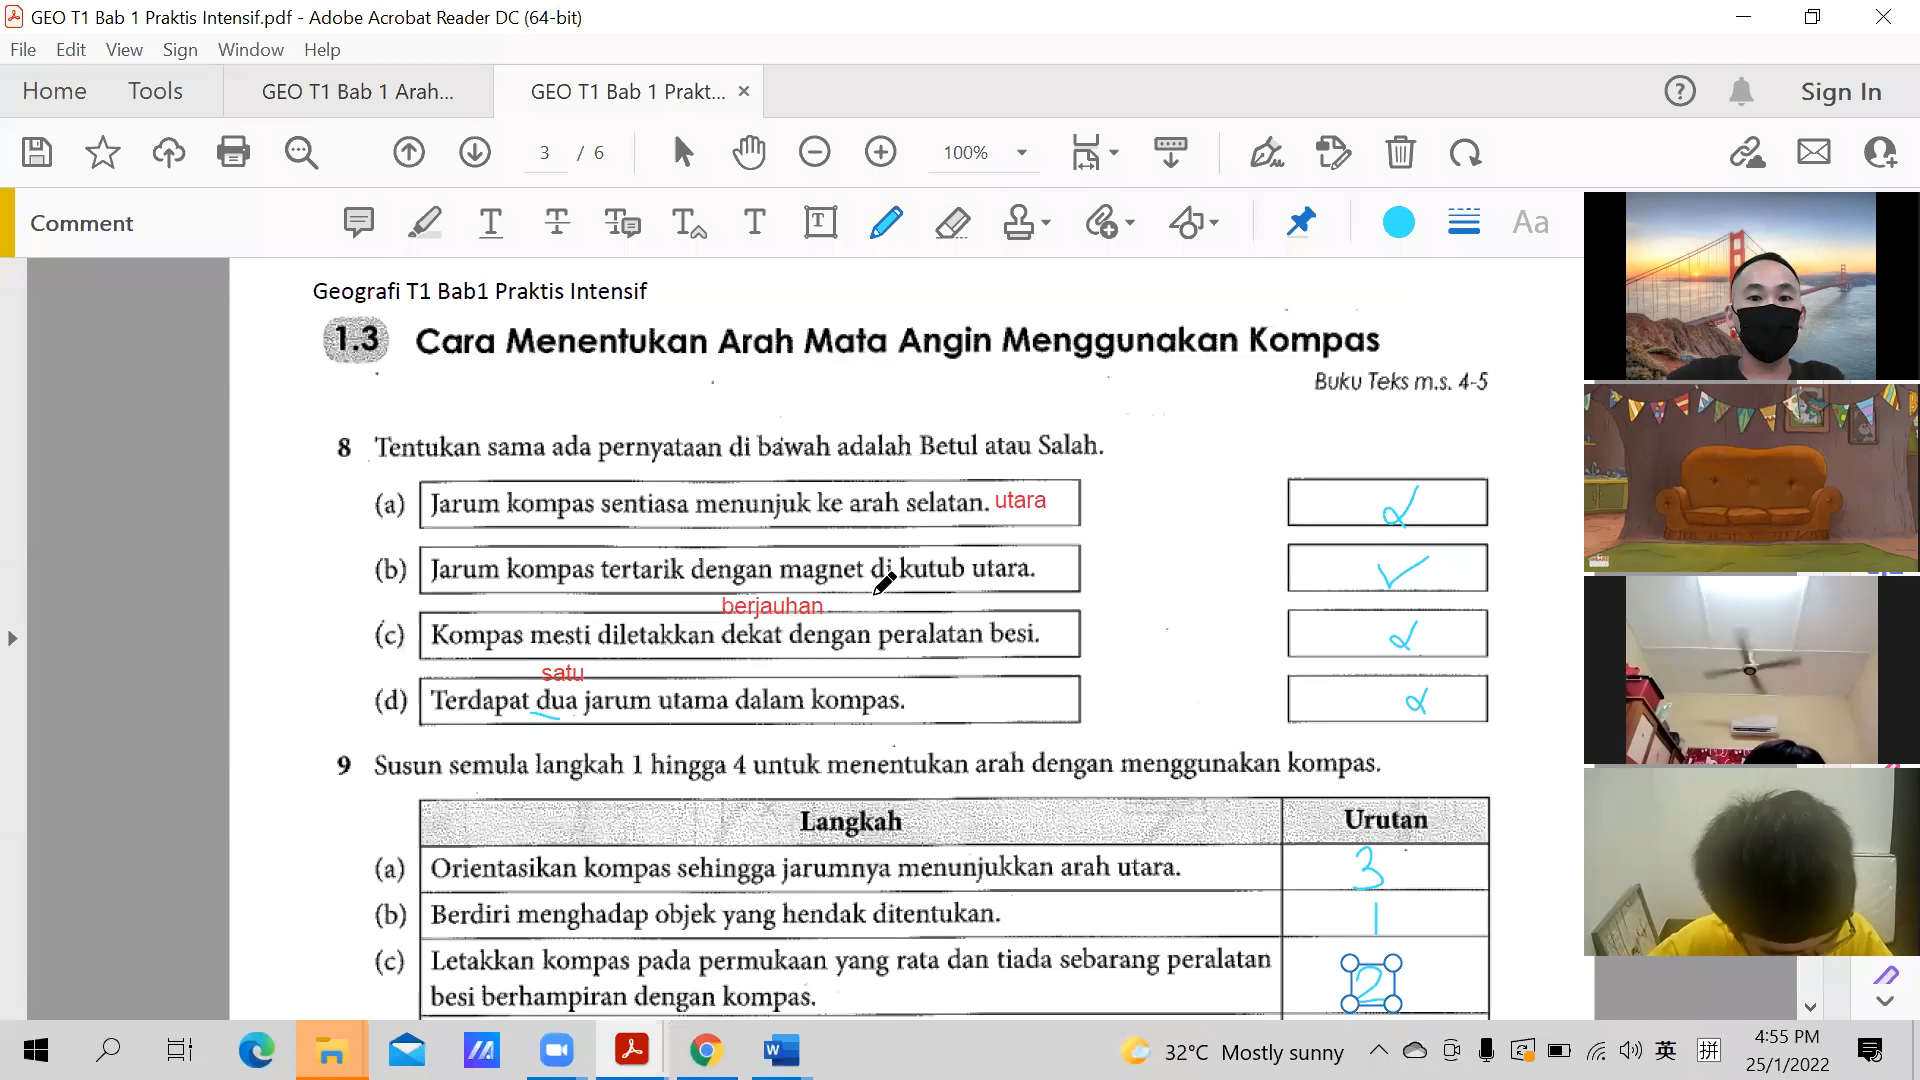 GEO T1 Bab 1 Praktis Intensif.pdf - Adobe Acrobat Reader DC (64-bit)
File Edit View Sign Window Help
Home Tools GEO T1 Bab 1 Arah... GEO T1 Bab 1 Prakt... × Sign In
3 / 6 100%
Comment Aa
Geografi T1 Bab1 Praktis Intensif
1.3 Cara Menentukan Arah Mata Angin Menggunakan Kompas
Buku Teks m.s. 4-5
8 Tentukan sama ada pernyataan di bawah adalah Betul atau Salah.
(a) Jarum kompas sentiasa menunjuk ke arah selatan. utara
(b) Jarum kompas tertarik dengan magnet di kutub utara.
berjauhan
(c) Kompas mesti diletakkan dekat dengan peralatan besi.
satu
(d) Terdapat dua jarum utama dalam kompas.
9 Susun semula langkah 1 hingga 4 untuk menentukan arah dengan menggunakan kompas.
Langkah Urutan
(a) Orientasikan kompas sehingga jarumnya menunjukkan arah utara. 3
(b) Berdiri menghadap objek yang hendak ditentukan. 1
(c) Letakkan kompas pada permukaan yang rata dan tiada sebarang peralatan
besi berhampiran dengan kompas. 2
32°C Mostly sunny 英 拼 4:55 PM
25/1/2022